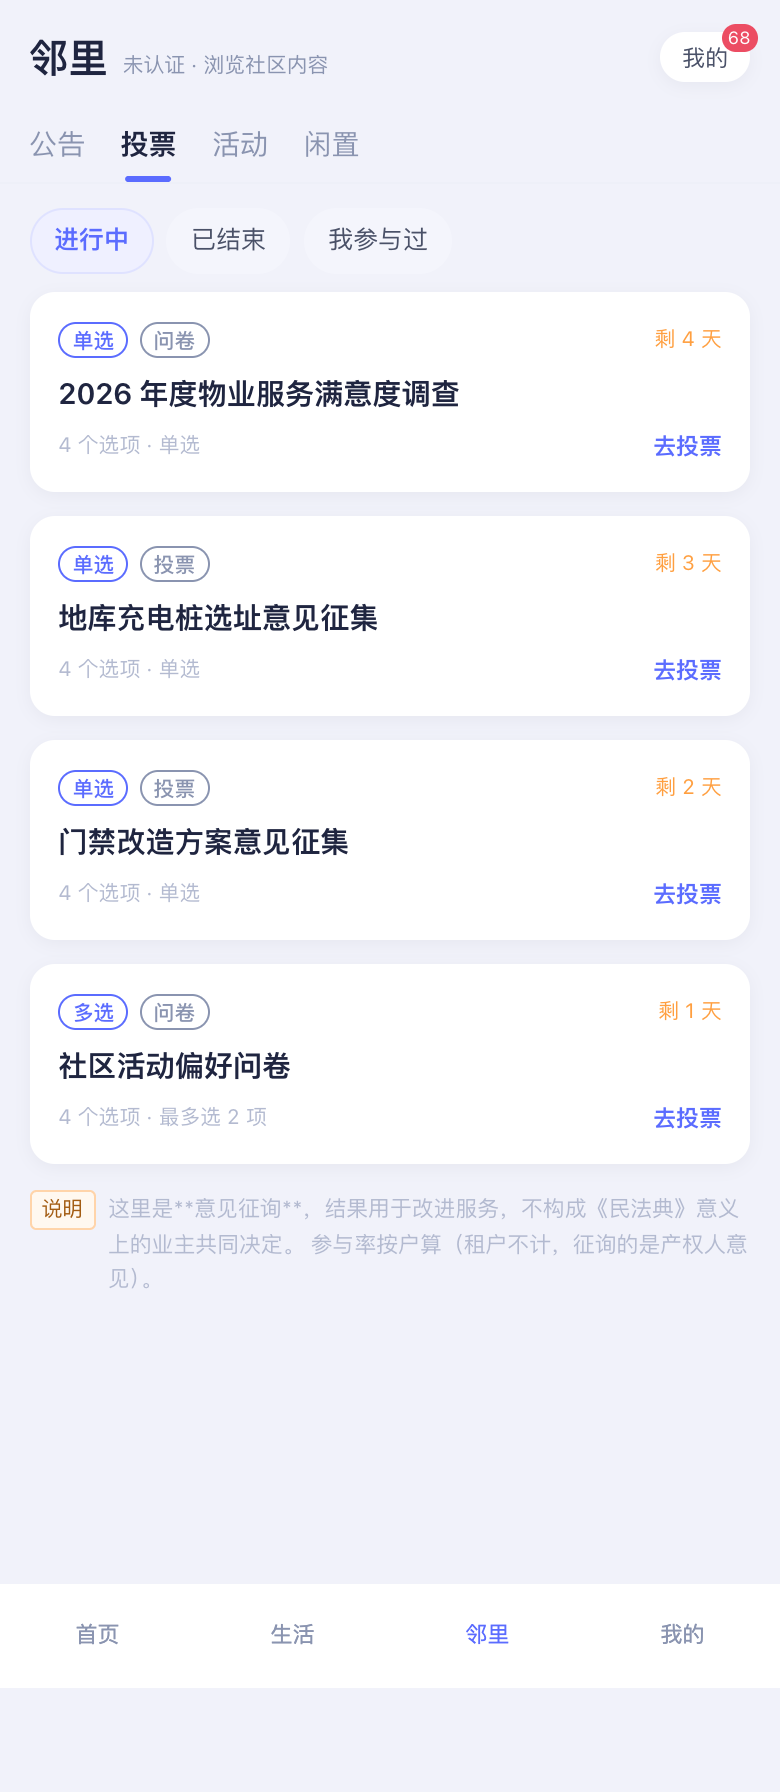 邻里 未认证 · 浏览社区内容 我的 68
公告 投票 活动 闲置
进行中 已结束 我参与过
单选 问卷 剩 4 天
2026 年度物业服务满意度调查
4 个选项 · 单选 去投票
单选 投票 剩 3 天
地库充电桩选址意见征集
4 个选项 · 单选 去投票
单选 投票 剩 2 天
门禁改造方案意见征集
4 个选项 · 单选 去投票
多选 问卷 剩 1 天
社区活动偏好问卷
4 个选项 · 最多选 2 项 去投票
说明 这里是**意见征询**，结果用于改进服务，不构成《民法典》意义
上的业主共同决定。 参与率按户算（租户不计，征询的是产权人意
见）。
首页 生活 邻里 我的